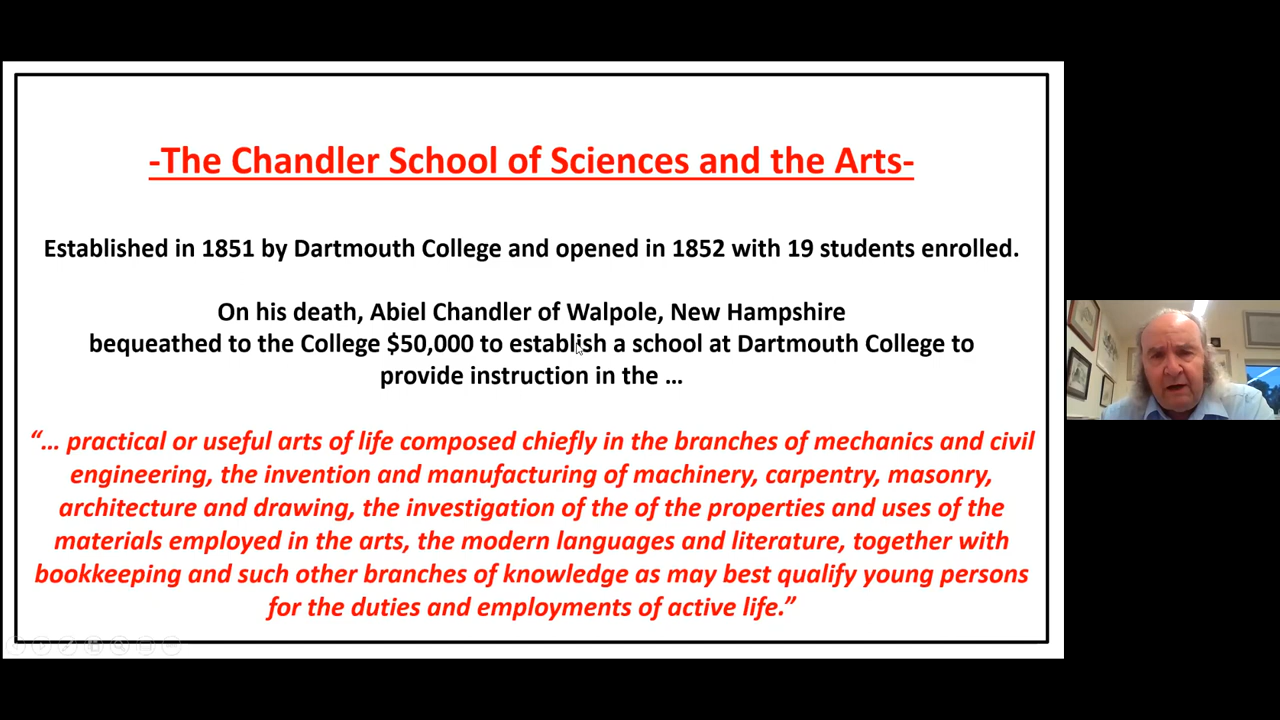 -The Chandler School of Sciences and the Arts-
Established in 1851 by Dartmouth College and opened in 1852 with 19 students enrolled.
On his death, Abiel Chandler of Walpole, New Hampshire
bequeathed to the College $50,000 to establish a school at Dartmouth College to
provide instruction in the ...
“... practical or useful arts of life composed chiefly in the branches of mechanics and civil
engineering, the invention and manufacturing of machinery, carpentry, masonry,
architecture and drawing, the investigation of the of the properties and uses of the
materials employed in the arts, the modern languages and literature, together with
bookkeeping and such other branches of knowledge as may best qualify young persons
for the duties and employments of active life.”